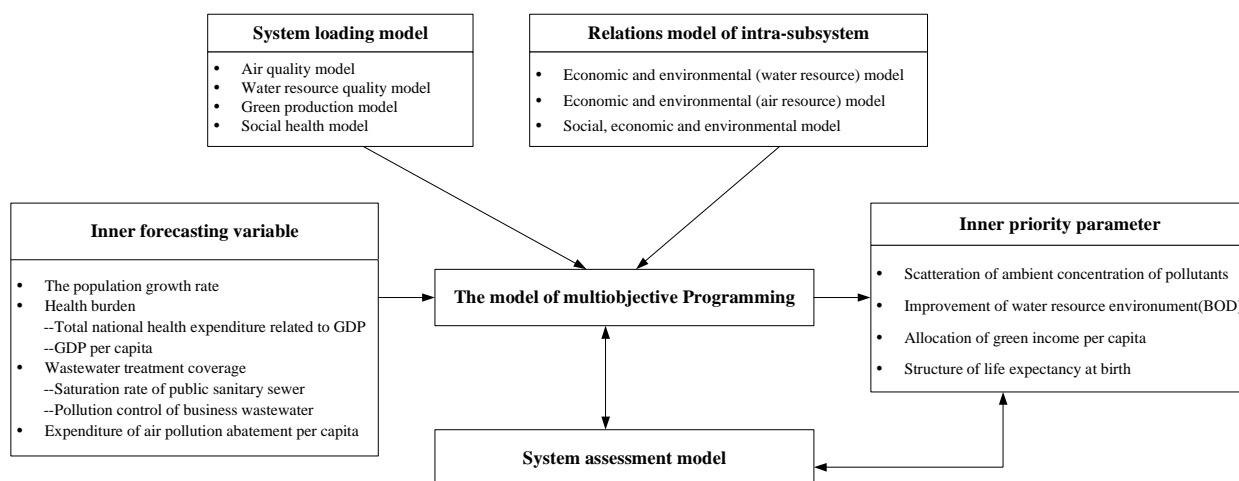 System loading model
• Air quality model
• Water resource quality model
• Green production model
• Social health model
Relations model of intra-subsystem
• Economic and environmental (water resource) model
• Economic and environmental (air resource) model
• Social, economic and environmental model
Inner forecasting variable
• The population growth rate
• Health burden
--Total national health expenditure related to GDP
--GDP per capita
• Wastewater treatment coverage
--Saturation rate of public sanitary sewer
--Pollution control of business wastewater
• Expenditure of air pollution abatement per capita
The model of multiobjective Programming
Inner priority parameter
• Scatteration of ambient concentration of pollutants
• Improvement of water resource environument(BOD)
• Allocation of green income per capita
• Structure of life expectancy at birth
System assessment model